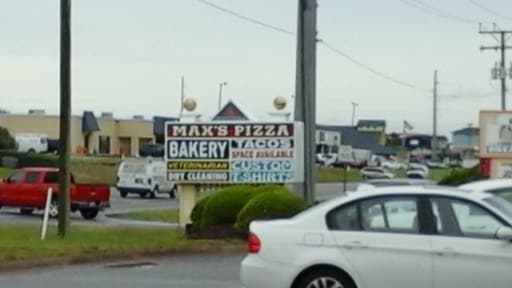 MAX'S PIZZA
BAKERY
VETERINARIAN
DRY CLEANING
TACOS
SPACE AVAILABLE
CUSTOM
T-SHIRTS